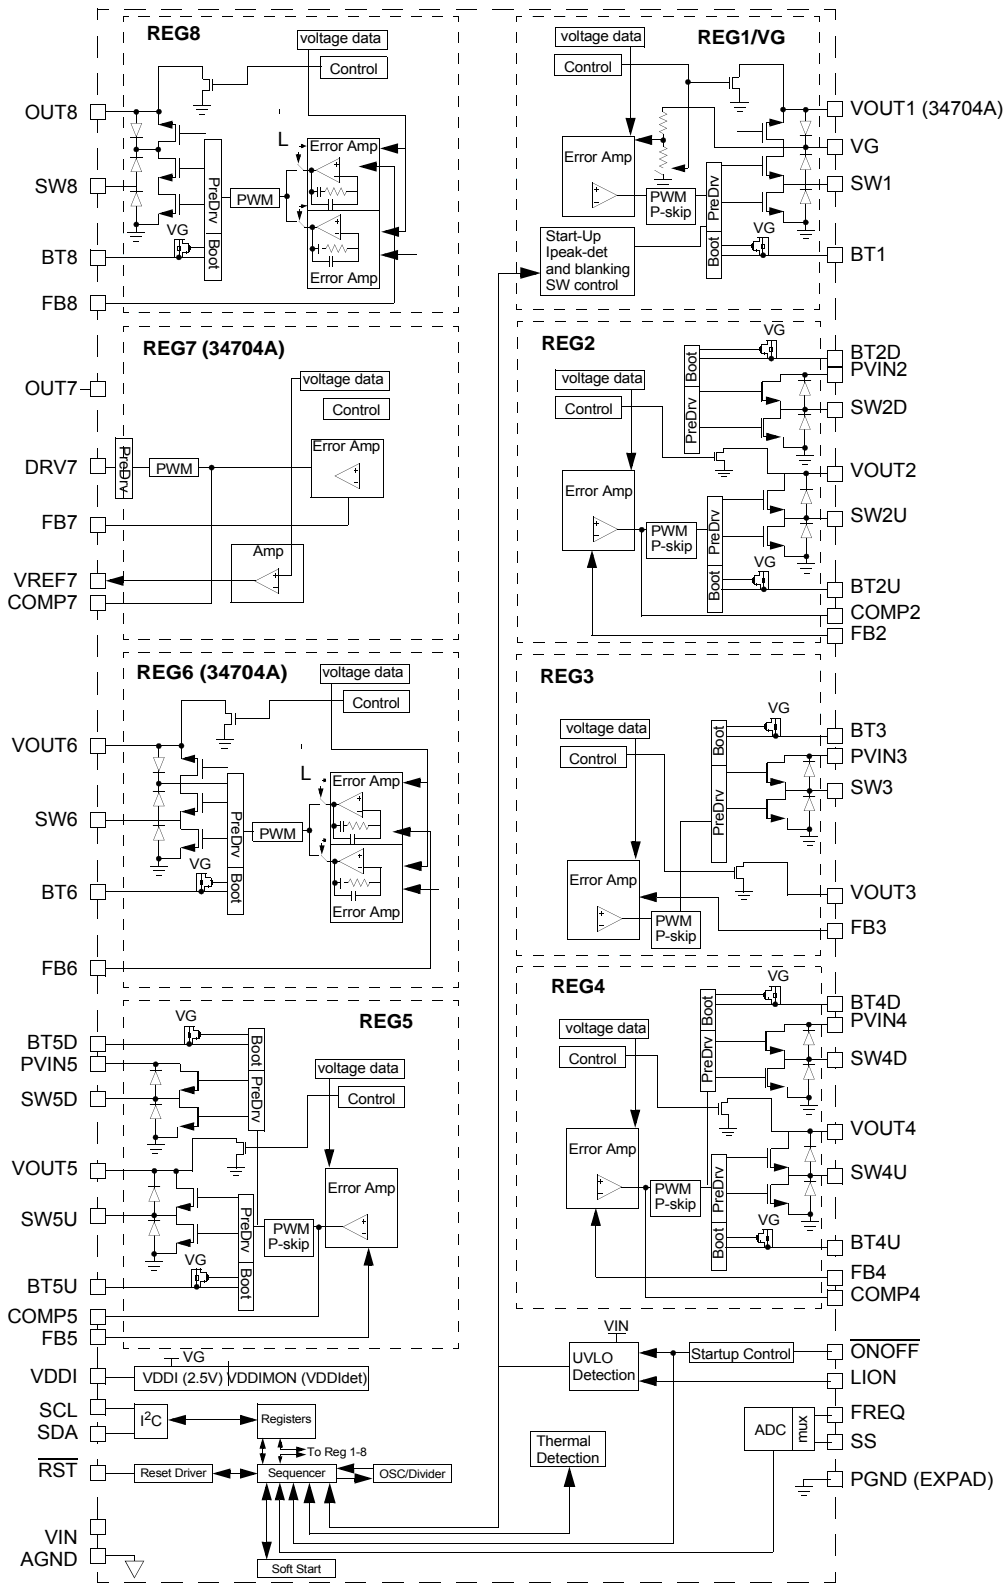 REG8
voltage data
Control
OUT8
L
Error Amp
SW8
PreDrv
PWM
VG
BT8
Boot
Error Amp
FB8
REG7 (34704A)
voltage data
OUT7
Control
Error Amp
DRV7
PreDrv
PWM
FB7
Amp
VREF7
COMP7
REG6 (34704A)
voltage data
Control
VOUT6
L
Error Amp
SW6
PreDrv
PWM
VG
BT6
Boot
Error Amp
FB6
REG5
VG
BT5D
Boot
PVIN5
voltage data
PreDrv
SW5D
Control
VOUT5
Error Amp
SW5U
PreDrv
PWM
P-skip
VG
BT5U
Boot
COMP5
FB5
VG
VDDI
VDDI (2.5V)
VDDIMON (VDDIdet)
SCL
SDA
I2C
Registers
To Reg 1-8
RST
Reset Driver
Sequencer
OSC/Divider
VIN
AGND
Soft Start
voltage data
REG1/VG
Control
VOUT1 (34704A)
Error Amp
VG
PreDrv
SW1
PWM
P-skip
Start-Up
Ipeak-det
and blanking
SW control
Boot
VG
BT1
REG2
VG
Boot
BT2D
PVIN2
voltage data
Control
PreDrv
SW2D
VOUT2
Error Amp
PWM
P-skip
PreDrv
SW2U
VG
Boot
BT2U
COMP2
FB2
REG3
VG
voltage data
Boot
BT3
Control
PVIN3
PreDrv
SW3
Error Amp
VOUT3
PWM
P-skip
FB3
REG4
VG
Boot
BT4D
PVIN4
voltage data
Control
PreDrv
SW4D
VOUT4
Error Amp
PWM
P-skip
PreDrv
SW4U
VG
Boot
BT4U
FB4
COMP4
VIN
UVLO
Detection
Startup Control
ONOFF
LION
FREQ
ADC
mux
SS
Thermal
Detection
PGND (EXPAD)